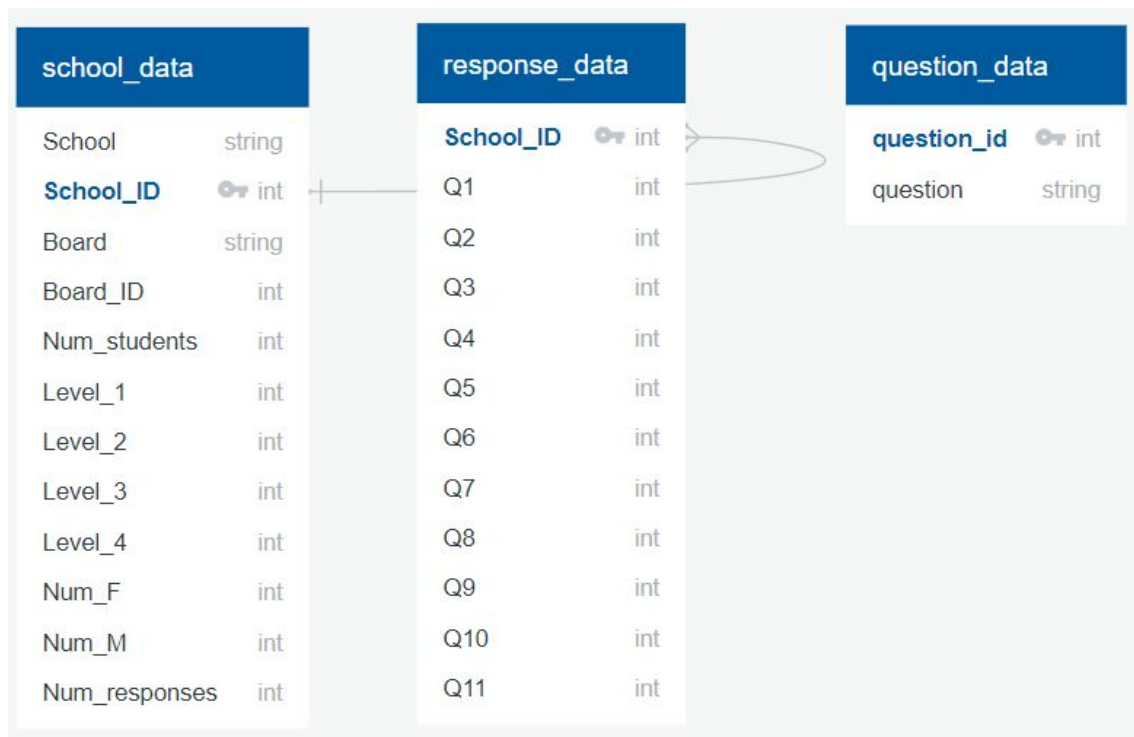 school_data
School string
School_ID int
Board string
Board_ID int
Num_students int
Level_1 int
Level_2 int
Level_3 int
Level_4 int
Num_F int
Num_M int
Num_responses int
response_data
School_ID int
Q1 int
Q2 int
Q3 int
Q4 int
Q5 int
Q6 int
Q7 int
Q8 int
Q9 int
Q10 int
Q11 int
question_data
question_id int
question string